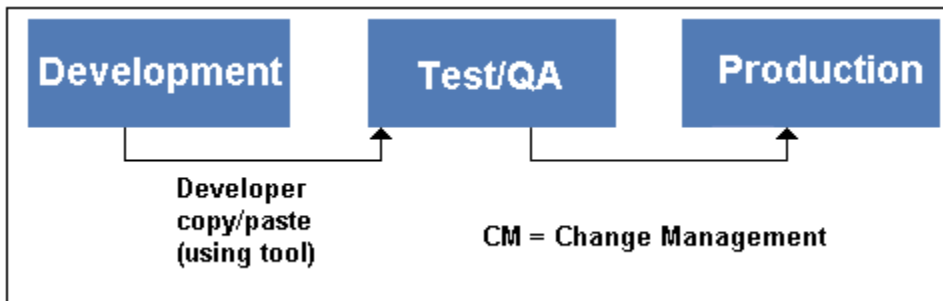 Development
Test/QA
Production
Developer
copy/paste
(using tool)
CM = Change Management